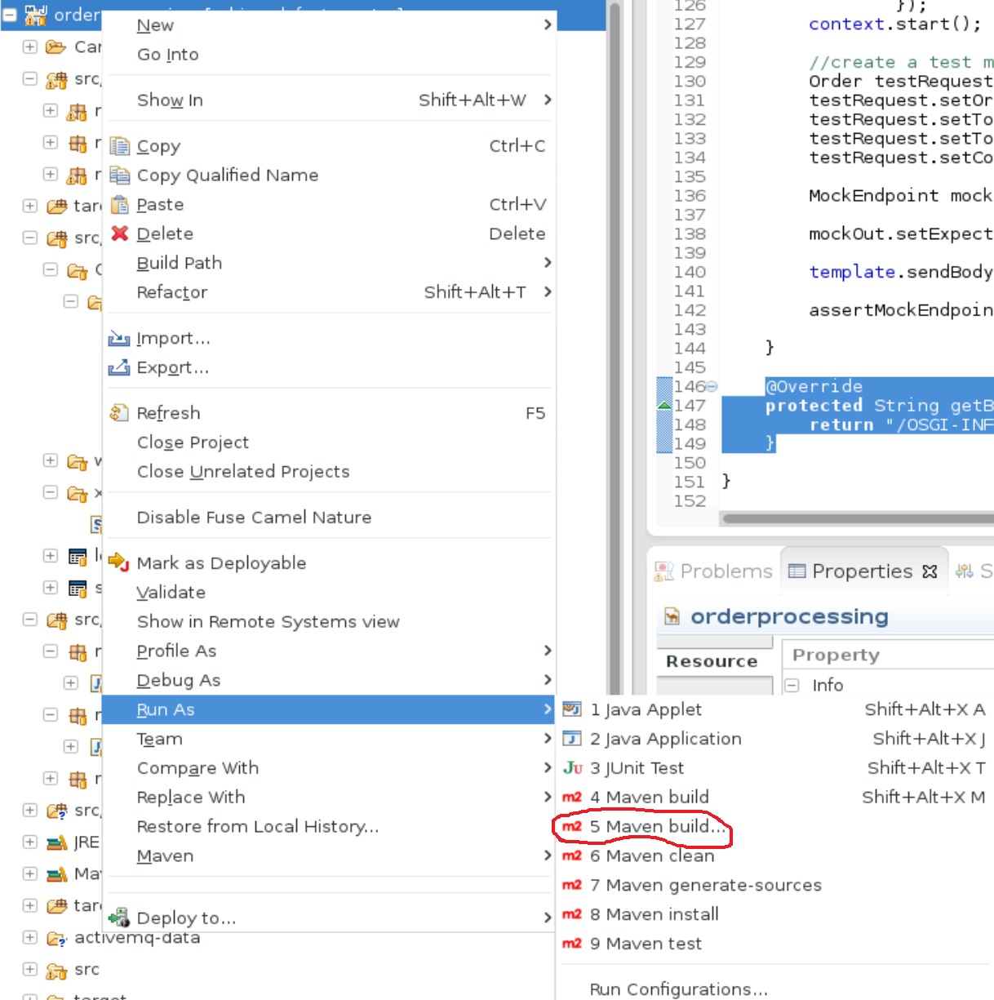 order
New
Go Into
Show In Shift+Alt+W
Copy Ctrl+C
Copy Qualified Name
Paste Ctrl+V
Delete Delete
Build Path
Refactor Shift+Alt+T
Import...
Export...
Refresh F5
Close Project
Close Unrelated Projects
Disable Fuse Camel Nature
Mark as Deployable
Validate
Show in Remote Systems view
Profile As
Debug As
Run As
Team
Compare With
Replace With
Restore from Local History...
Maven
Deploy to...
src/
src/
src/
src/
JRE
activemq-data
src
target
1 Java Applet Shift+Alt+X A
2 Java Application Shift+Alt+X J
3 JUnit Test Shift+Alt+X T
4 Maven build Shift+Alt+X M
5 Maven build...
6 Maven clean
7 Maven generate-sources
8 Maven install
9 Maven test
Run Configurations...
126 });
127 context.start();
128
129 //create a test m
130 Order testRequest
131 testRequest.setOr
132 testRequest.setTo
133 testRequest.setTo
134 testRequest.setCo
135
136 MockEndpoint mock
137
138 mockOut.setExpect
139
140 template.sendBody
141
142 assertMockEndpoin
143
144 }
145
146 @Override
147 protected String getB
148 return "/OSGI-INF
149 }
150
151 }
152
Problems Properties S
orderprocessing
Resource
Property
Info